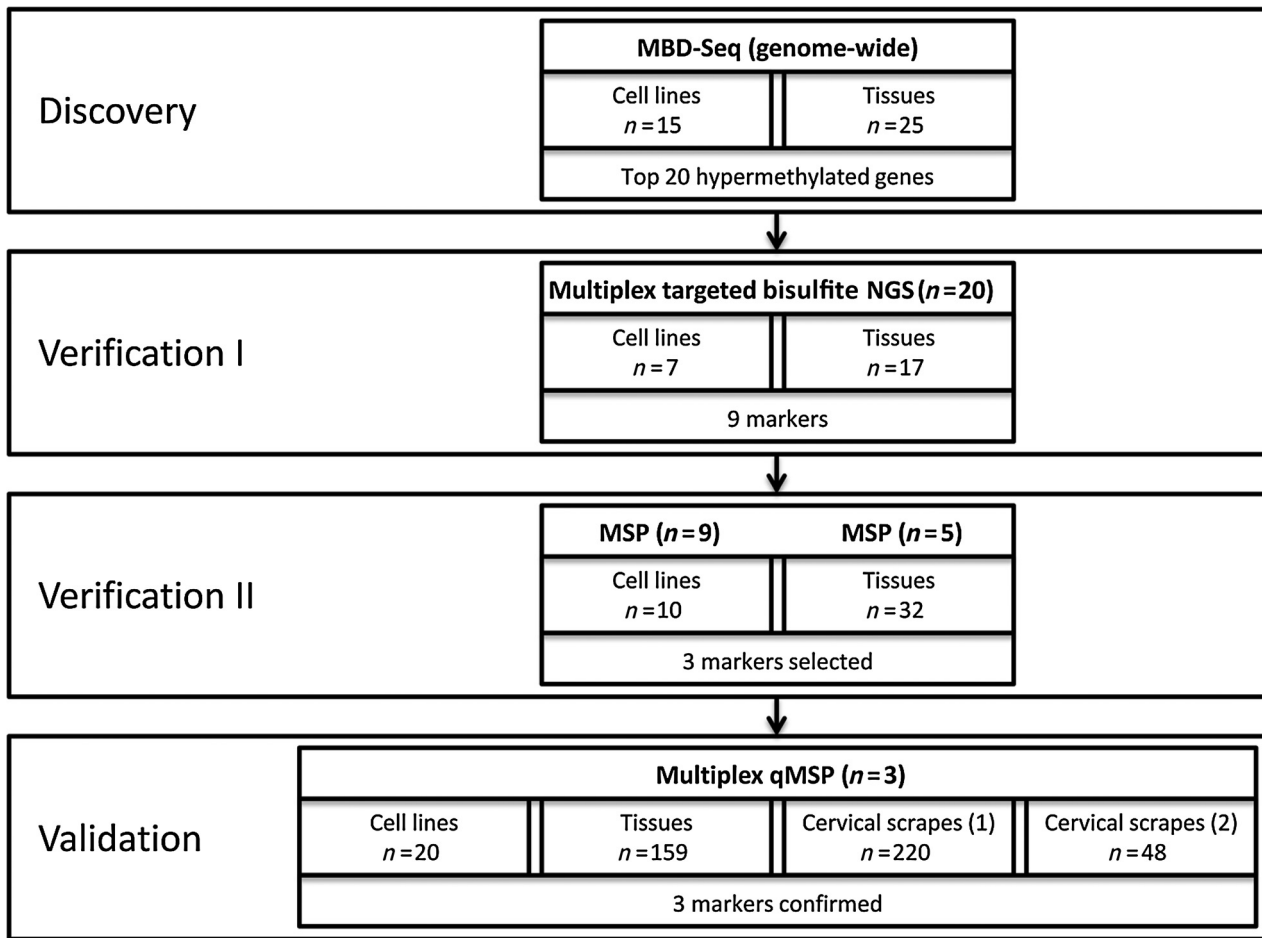 Discovery
MBD-Seq (genome-wide)
Cell lines
n=15
Tissues
n=25
Top 20 hypermethylated genes
Verification I
Multiplex targeted bisulfite NGS (n=20)
Cell lines
n=7
Tissues
n=17
9 markers
Verification II
MSP (n=9)
MSP (n=5)
Cell lines
n=10
Tissues
n=32
3 markers selected
Validation
Multiplex qMSP (n=3)
Cell lines
n=20
Tissues
n=159
Cervical scrapes (1)
n=220
Cervical scrapes (2)
n=48
3 markers confirmed